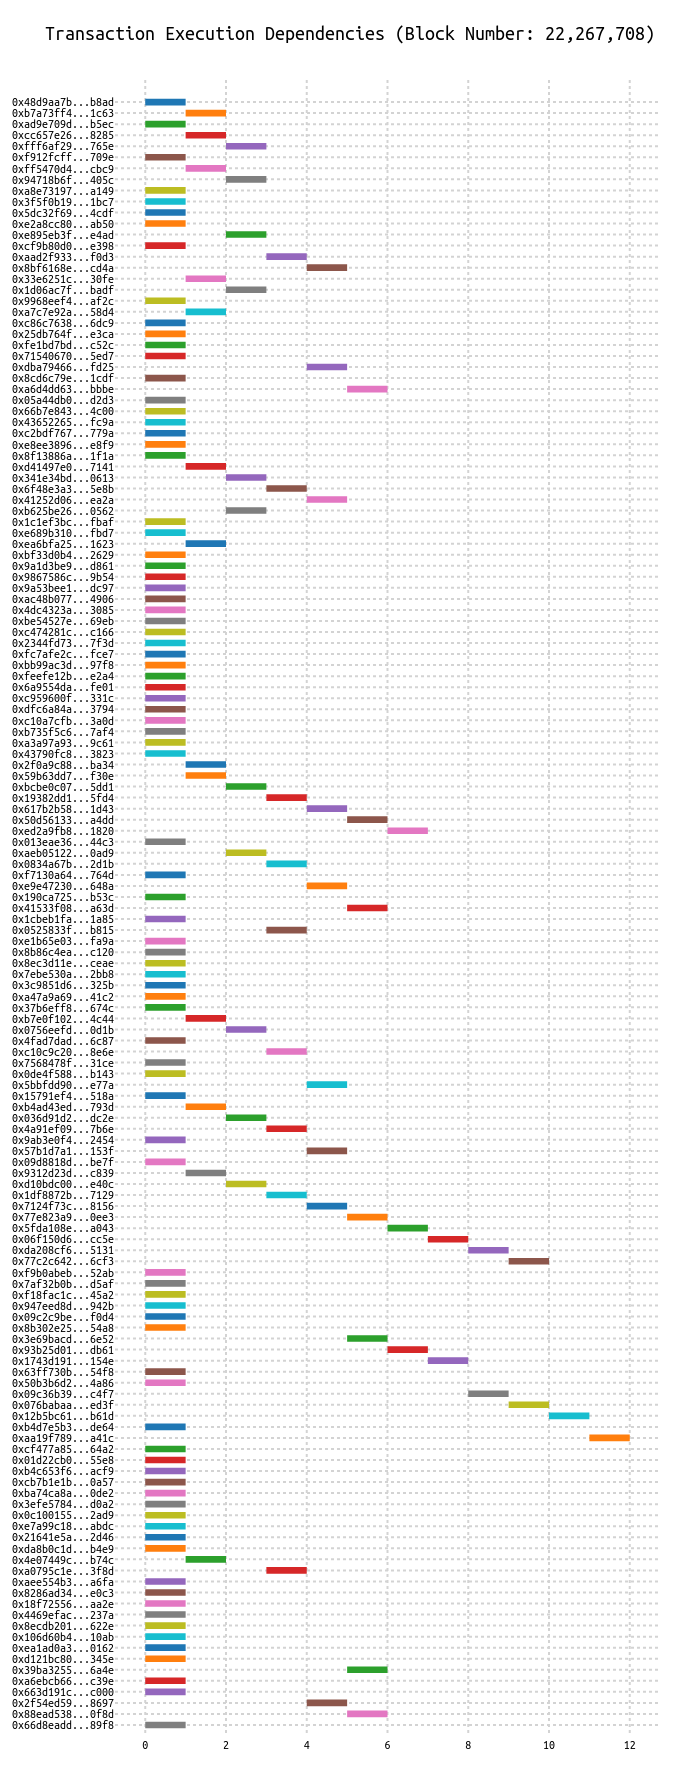 Transaction Execution Dependencies (Block Number: 22,267,708)
0x48d9aa7b...b8ad
0xb7a73ff4...1c63
0xad9e709d...b5ec
0xcc657e26...8285
0xfff6af29...765e
0xf912fcff...709e
0xff5470d4...cbc9
0x94718b6f...405c
0xa8e73197...a149
0x3f5f0b19...1bc7
0x5dc32f69...4cdf
0xe2a8cc80...ab50
0xe895eb3f...e4ad
0xcf9b80d0...e398
0xaad2f933...f0d3
0x8bf6168e...cd4a
0x33e6251c...30fe
0x1d06ac7f...badf
0x9968eef4...af2c
0xa7c7e92a...58d4
0xc86c7638...6dc9
0x25db764f...e3ca
0xfe1bd7bd...c52c
0x71540670...5ed7
0xdba79466...fd25
0x8cd6c79e...1cdf
0xa6d4dd63...bbbe
0x05a44db0...d2d3
0x66b7e843...4c00
0x43652265...fc9a
0xc2bdf767...779a
0xe8ee3896...e8f9
0x8f13886a...1f1a
0xd41497e0...7141
0x341e34bd...0613
0x6f48e3a3...5e8b
0x41252d06...ea2a
0xb625be26...0562
0x1c1ef3bc...fbaf
0xe689b310...fbd7
0xea6bfa25...1623
0xbf33d0b4...2629
0x9a1d3be9...d861
0x9867586c...9b54
0x9a53bee1...dc97
0xac48b077...4906
0x4dc4323a...3085
0xbe54527e...69eb
0xc474281c...c166
0x2344fd73...7f3d
0xfc7afe2c...fce7
0xbb99ac3d...97f8
0xfeefe12b...e2a4
0x6a9554da...fe01
0xc959600f...331c
0xdfc6a84a...3794
0xc10a7cfb...3a0d
0xb735f5c6...7af4
0xa3a97a93...9c61
0x43790fc8...3823
0x2f0a9c88...ba34
0x59b63dd7...f30e
0xbcbe0c07...5dd1
0x19382dd1...5fd4
0x617b2b58...1d43
0x50d56133...a4dd
0xed2a9fb8...1820
0x013eae36...44c3
0xaeb05122...0ad9
0x0834a67b...2d1b
0xf7130a64...764d
0xe9e47230...648a
0x190ca725...b53c
0x41533f08...a63d
0x1cbeb1fa...1a85
0x0525833f...b815
0xe1b65e03...fa9a
0x8b86c4ea...c120
0x8ec3d11e...ceae
0x7ebe530a...2bb8
0x3c9851d6...325b
0xa47a9a69...41c2
0x37b6eff8...674c
0xb7e0f102...4c44
0x0756eefd...0d1b
0x4fad7dad...6c87
0xc10c9c20...8e6e
0x7568478f...31ce
0x0de4f588...b143
0x5bbfdd90...e77a
0x15791ef4...518a
0xb4ad43ed...793d
0x036d91d2...dc2e
0x4a91ef09...7b6e
0x9ab3e0f4...2454
0x57b1d7a1...153f
0x09d8818d...be7f
0x9312d23d...c839
0xd10bdc00...e40c
0x1df8872b...7129
0x7124f73c...8156
0x77e823a9...0ee3
0x5fda108e...a043
0x06f150d6...cc5e
0xda208cf6...5131
0x77c2c642...6cf3
0xf9b0abeb...52ab
0x7af32b0b...d5af
0xf18fac1c...45a2
0x947eed8d...942b
0x09c2c9be...f0d4
0x8b302e25...54a8
0x3e69bacd...6e52
0x93b25d01...db61
0x1743d191...154e
0x63ff730b...54f8
0x50b3b6d2...4a86
0x09c36b39...c4f7
0x076babaa...ed3f
0x12b5bc61...b61d
0xb4d7e5b3...de64
0xaa19f789...a41c
0xcf477a85...64a2
0x01d22cb0...55e8
0xb4c653f6...acf9
0xcb7b1e1b...0a57
0xba74ca8a...0de2
0x3efe5784...d0a2
0x0c100155...2ad9
0xe7a99c18...abdc
0x21641e5a...2d46
0xda8b0c1d...b4e9
0x4e07449c...b74c
0xa0795c1e...3f8d
0xaee554b3...a6fa
0x8286ad34...e0c3
0x18f72556...aa2e
0x4469efac...237a
0x8ecdb201...622e
0x106d60b4...10ab
0xea1ad0a3...0162
0xd121bc80...345e
0x39ba3255...6a4e
0xa6ebcb66...c39e
0x663d191c...c000
0x2f54ed59...8697
0x88ead538...0f8d
0x66d8eadd...89f8
0 2 4 6 8 10 12